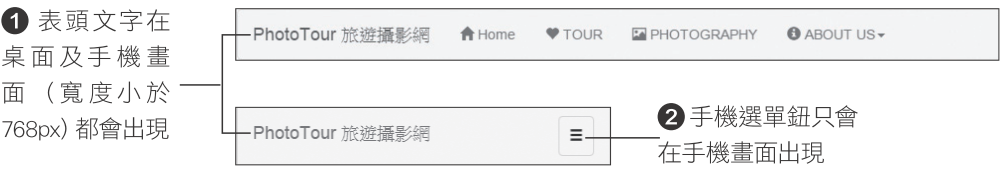 ❶ 表頭文字在
桌面及手機畫
面（寬度小於
768px）都會出現
PhotoTour 旅遊攝影網 Home TOUR PHOTOGRAPHY ABOUT US
PhotoTour 旅遊攝影網
❷ 手機選單鈕只會
在手機畫面出現